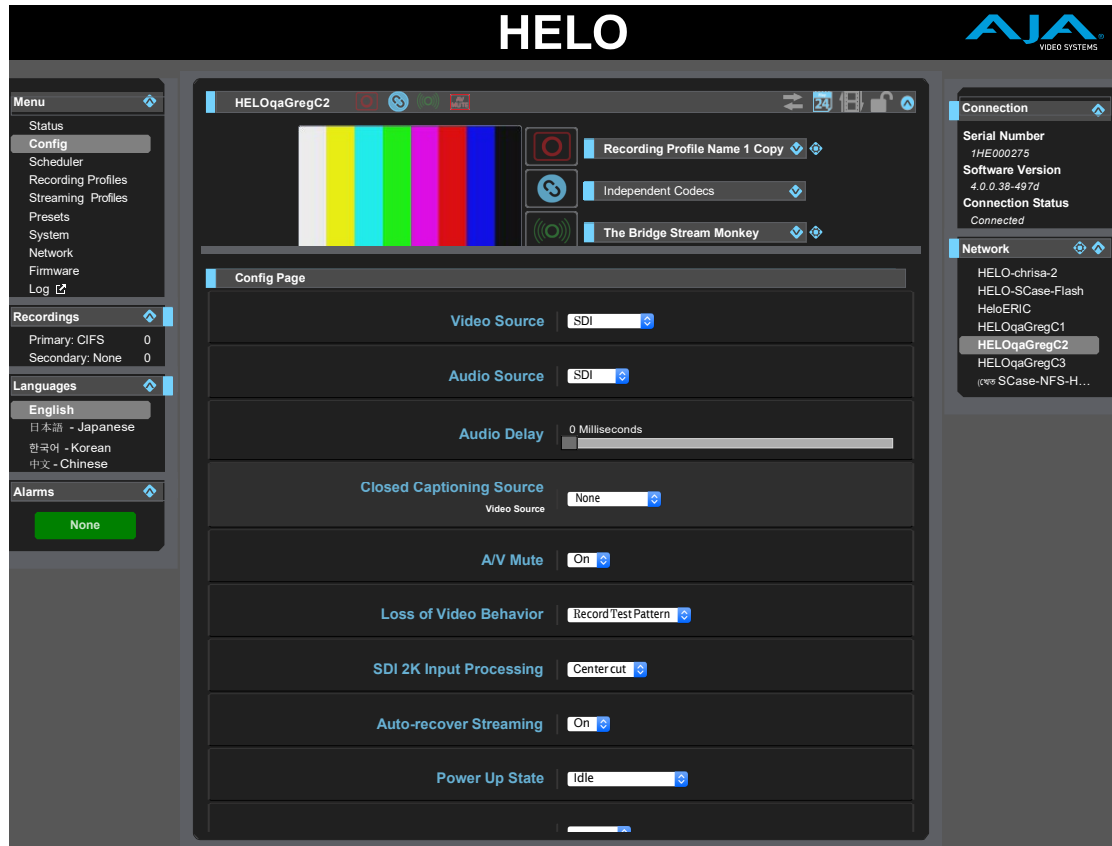 HELO
AJA
VIDEO SYSTEMS
Menu
Status
Config
Scheduler
Recording Profiles
Streaming Profiles
Presets
System
Network
Firmware
Log
Recordings
Primary: CIFS 0
Secondary: None 0
Languages
English
日本語 - Japanese
한국어 - Korean
中文 - Chinese
Alarms
None
HELOqaGregC2
MUTE
24
Recording Profile Name 1 Copy
Independent Codecs
The Bridge Stream Monkey
Config Page
Video Source SDI
Audio Source SDI
Audio Delay 0 Milliseconds
Closed Captioning Source None
Video Source
A/V Mute On
Loss of Video Behavior Record Test Pattern
SDI 2K Input Processing Center cut
Auto-recover Streaming On
Power Up State Idle
Connection
Serial Number
1HE000275
Software Version
4.0.0.38-497d
Connection Status
Connected
Network
HELO-chrisa-2
HELO-SCase-Flash
HeloERIC
HELOqaGregC1
HELOqaGregC2
HELOqaGregC3
SCase-NFS-H...